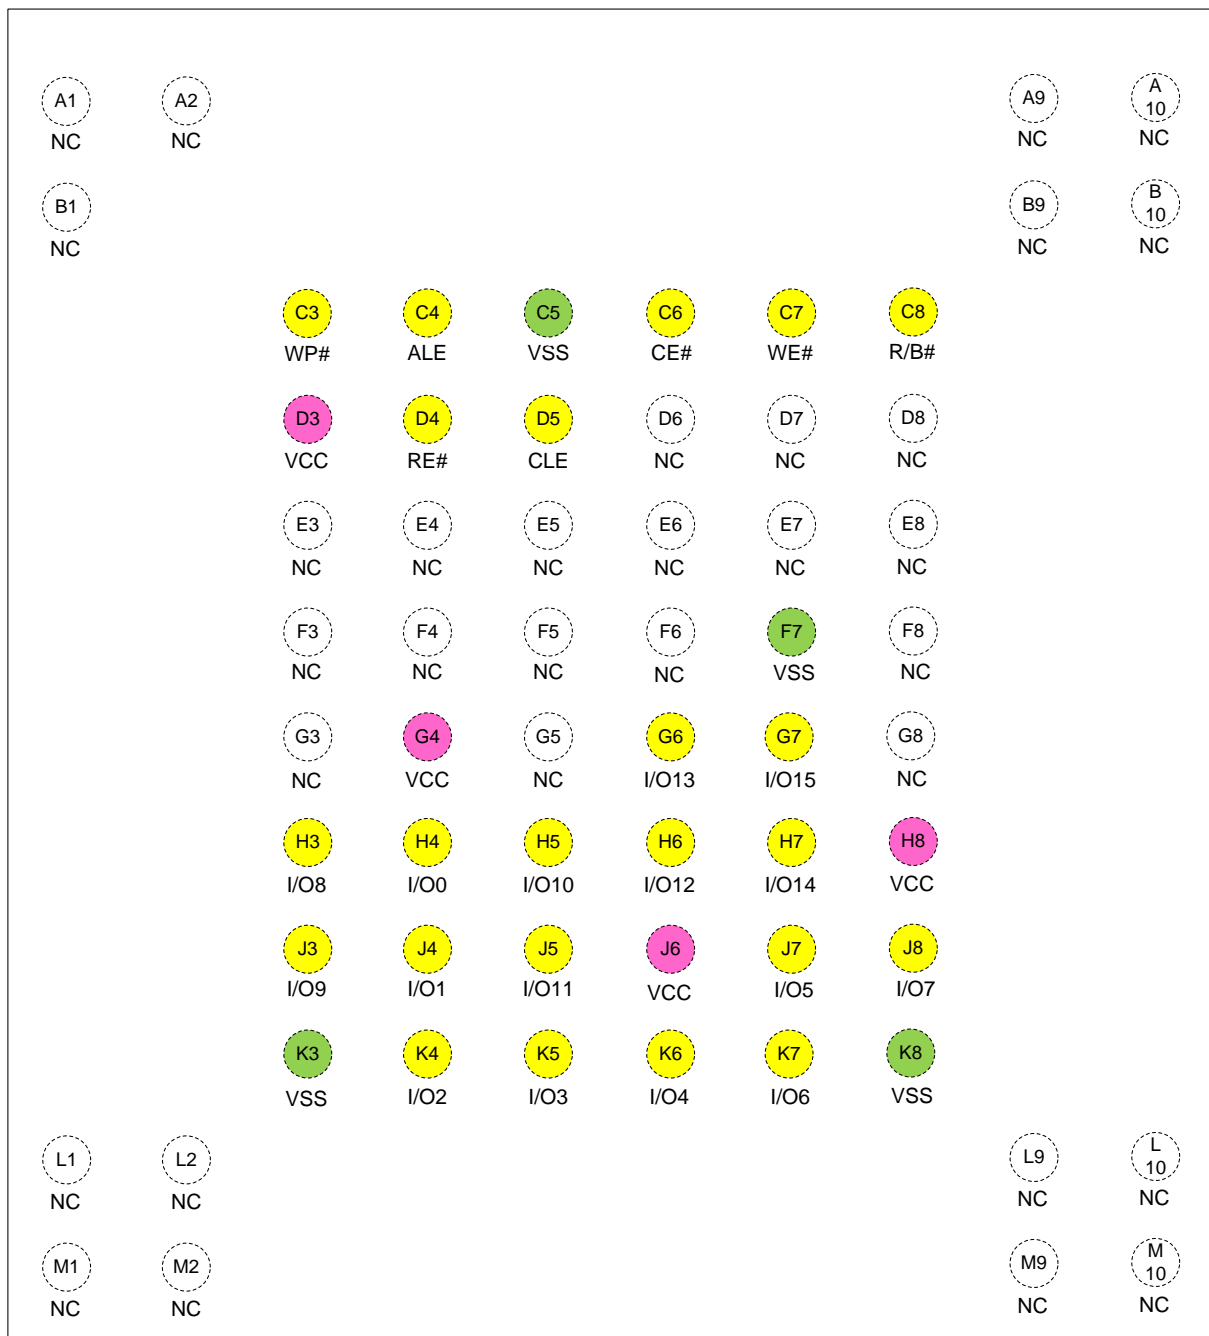 A1 A2 A9 A
10
NC NC NC NC
B1 B9 B
10
NC NC NC
C3 C4 C5 C6 C7 C8
WP# ALE VSS CE# WE# R/B#
D3 D4 D5 D6 D7 D8
VCC RE# CLE NC NC NC
E3 E4 E5 E6 E7 E8
NC NC NC NC NC NC
F3 F4 F5 F6 F7 F8
NC NC NC NC VSS NC
G3 G4 G5 G6 G7 G8
NC VCC NC I/O13 I/O15 NC
H3 H4 H5 H6 H7 H8
I/O8 I/O0 I/O10 I/O12 I/O14 VCC
J3 J4 J5 J6 J7 J8
I/O9 I/O1 I/O11 VCC I/O5 I/O7
K3 K4 K5 K6 K7 K8
VSS I/O2 I/O3 I/O4 I/O6 VSS
L1 L2 L9 L
10
NC NC NC NC
M1 M2 M9 M
10
NC NC NC NC